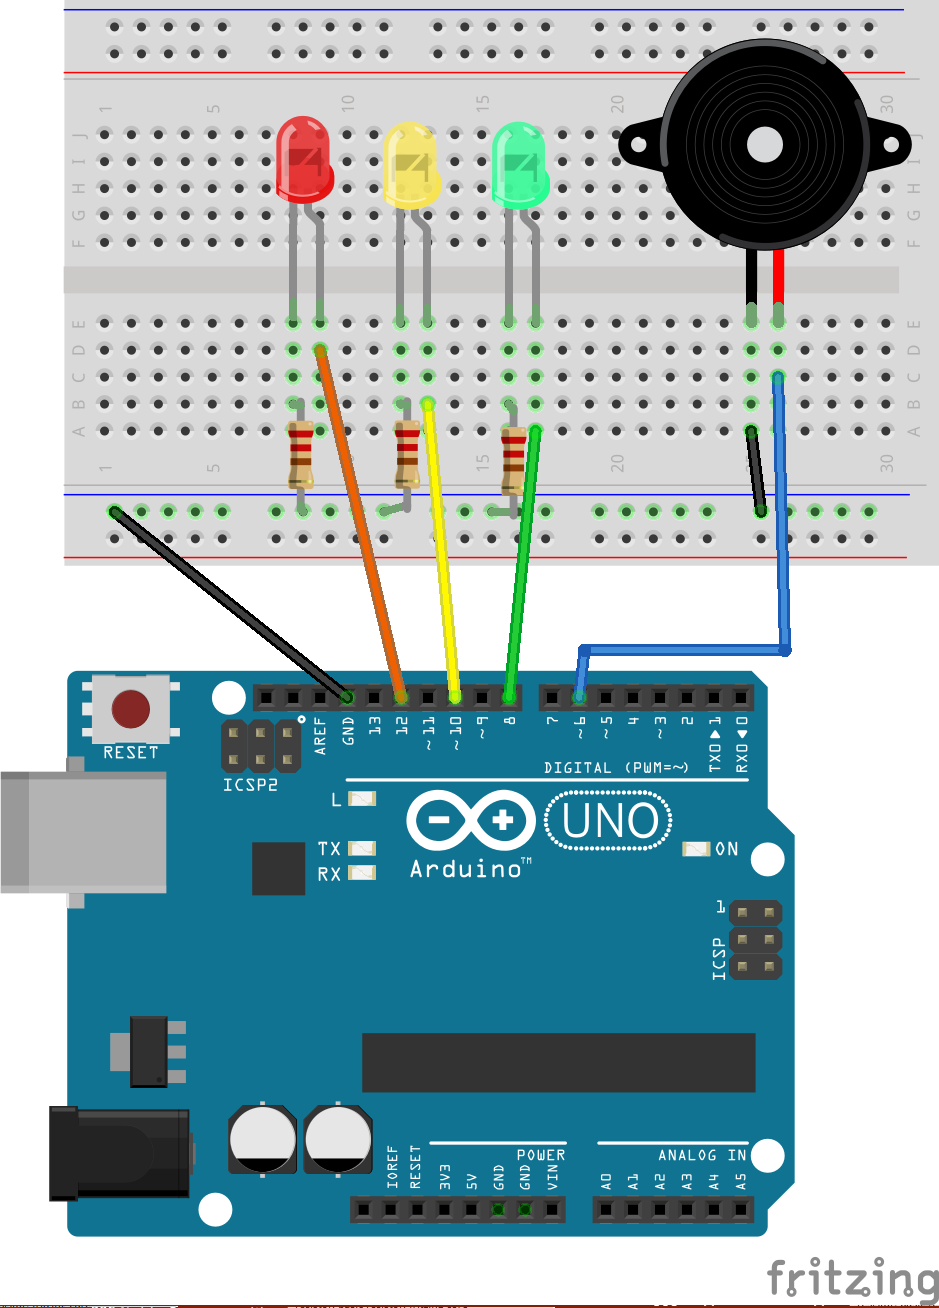 1 5 10 15 20 30
J J
I I
H H
G G
F F
E E
D D
C C
B B
A A
1 5 15 20 30
RESET
AREF GND 13 12 ~11 ~10 ~9 8 7 ~6 ~5 4 ~3 2 TX0▶1 RX0◀0
ICSP2
DIGITAL (PWM=~)
L
TX
RX
UNO
ON
Arduino™
1
ICSP
POWER
ANALOG IN
IOREF RESET 3V3 5V GND GND VIN A0 A1 A2 A3 A4 A5
fritzing